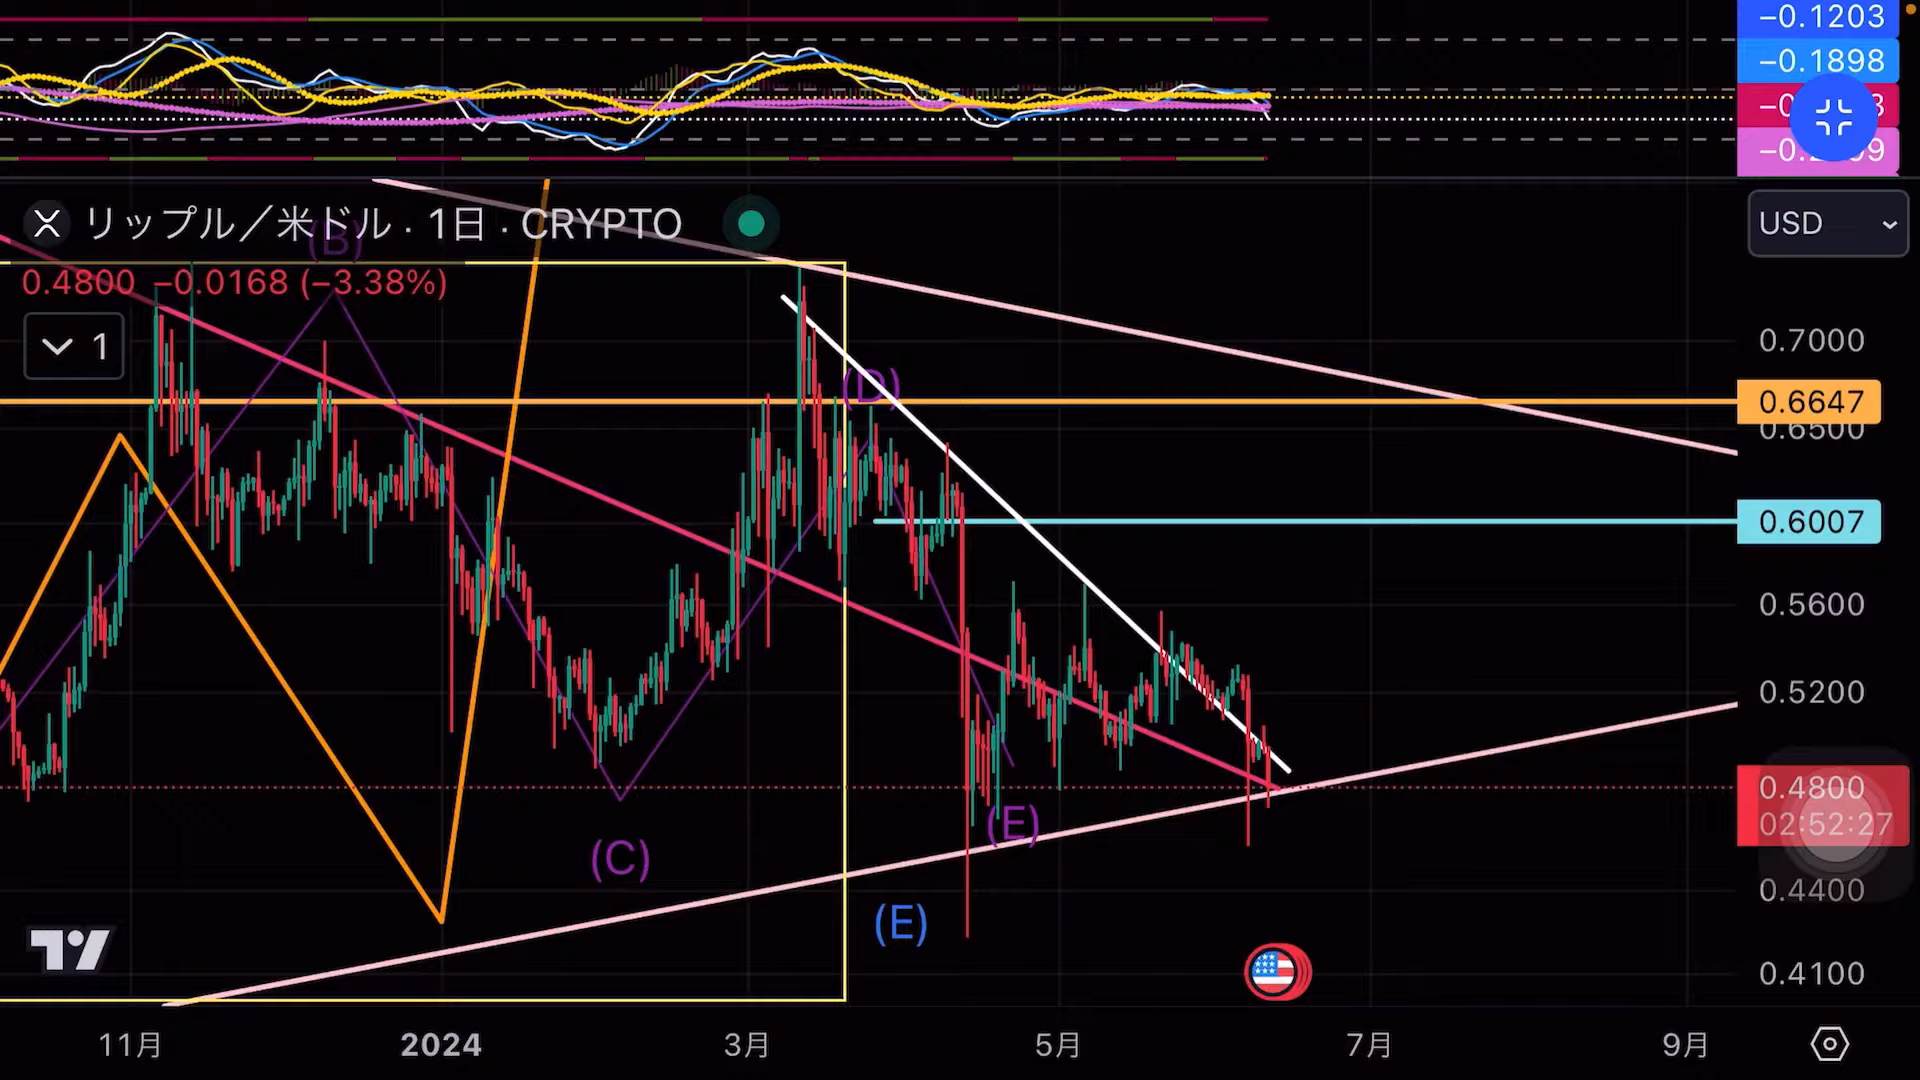 −0.1203
−0.1898
リップル／米ドル · 1日 · CRYPTO
USD
(B)
0.4800 −0.0168 (−3.38%)
1
0.7000
(D)
0.6647
0.6500
0.6007
0.5600
0.5200
0.4800
02:52:27
(E)
(C)
0.4400
(E)
0.4100
11月 2024 3月 5月 7月 9月